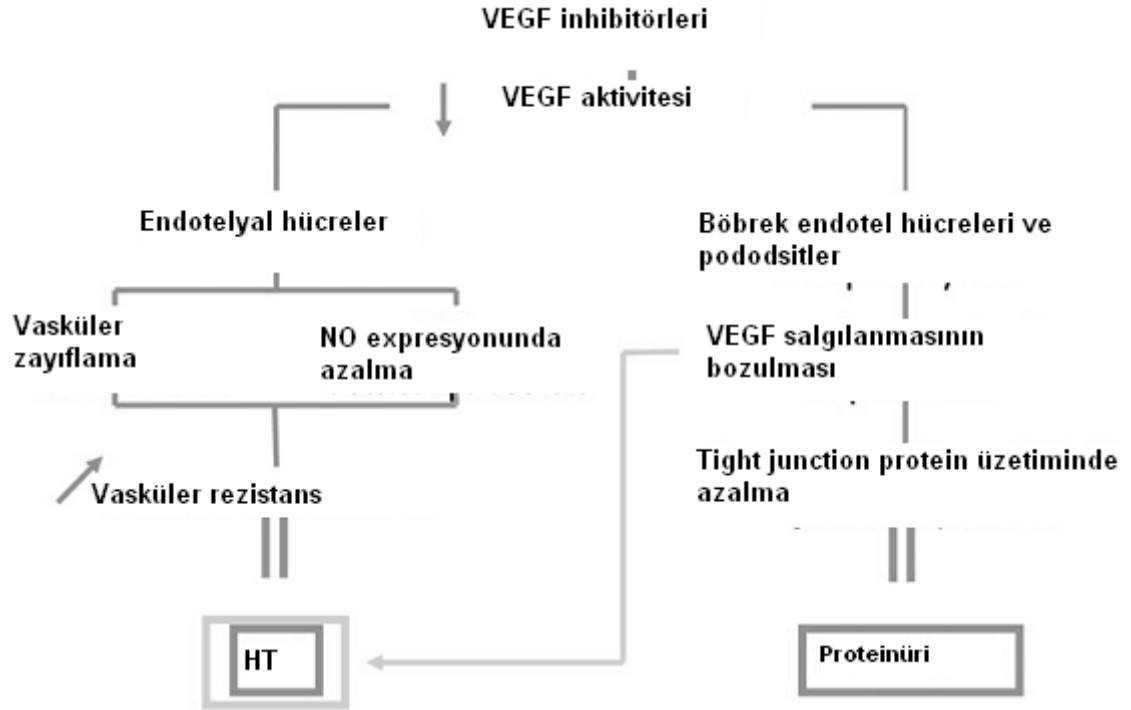 VEGF inhibitörleri
VEGF aktivitesi
Endotelyal hücreler
Böbrek endotel hücreleri ve
pododsitler
Vasküler
zayıflama
NO expresyonunda
azalma
VEGF salgılanmasının
bozulması
Tight junction protein üzetiminde
azalma
Vasküler rezistans
HT
Proteinüri